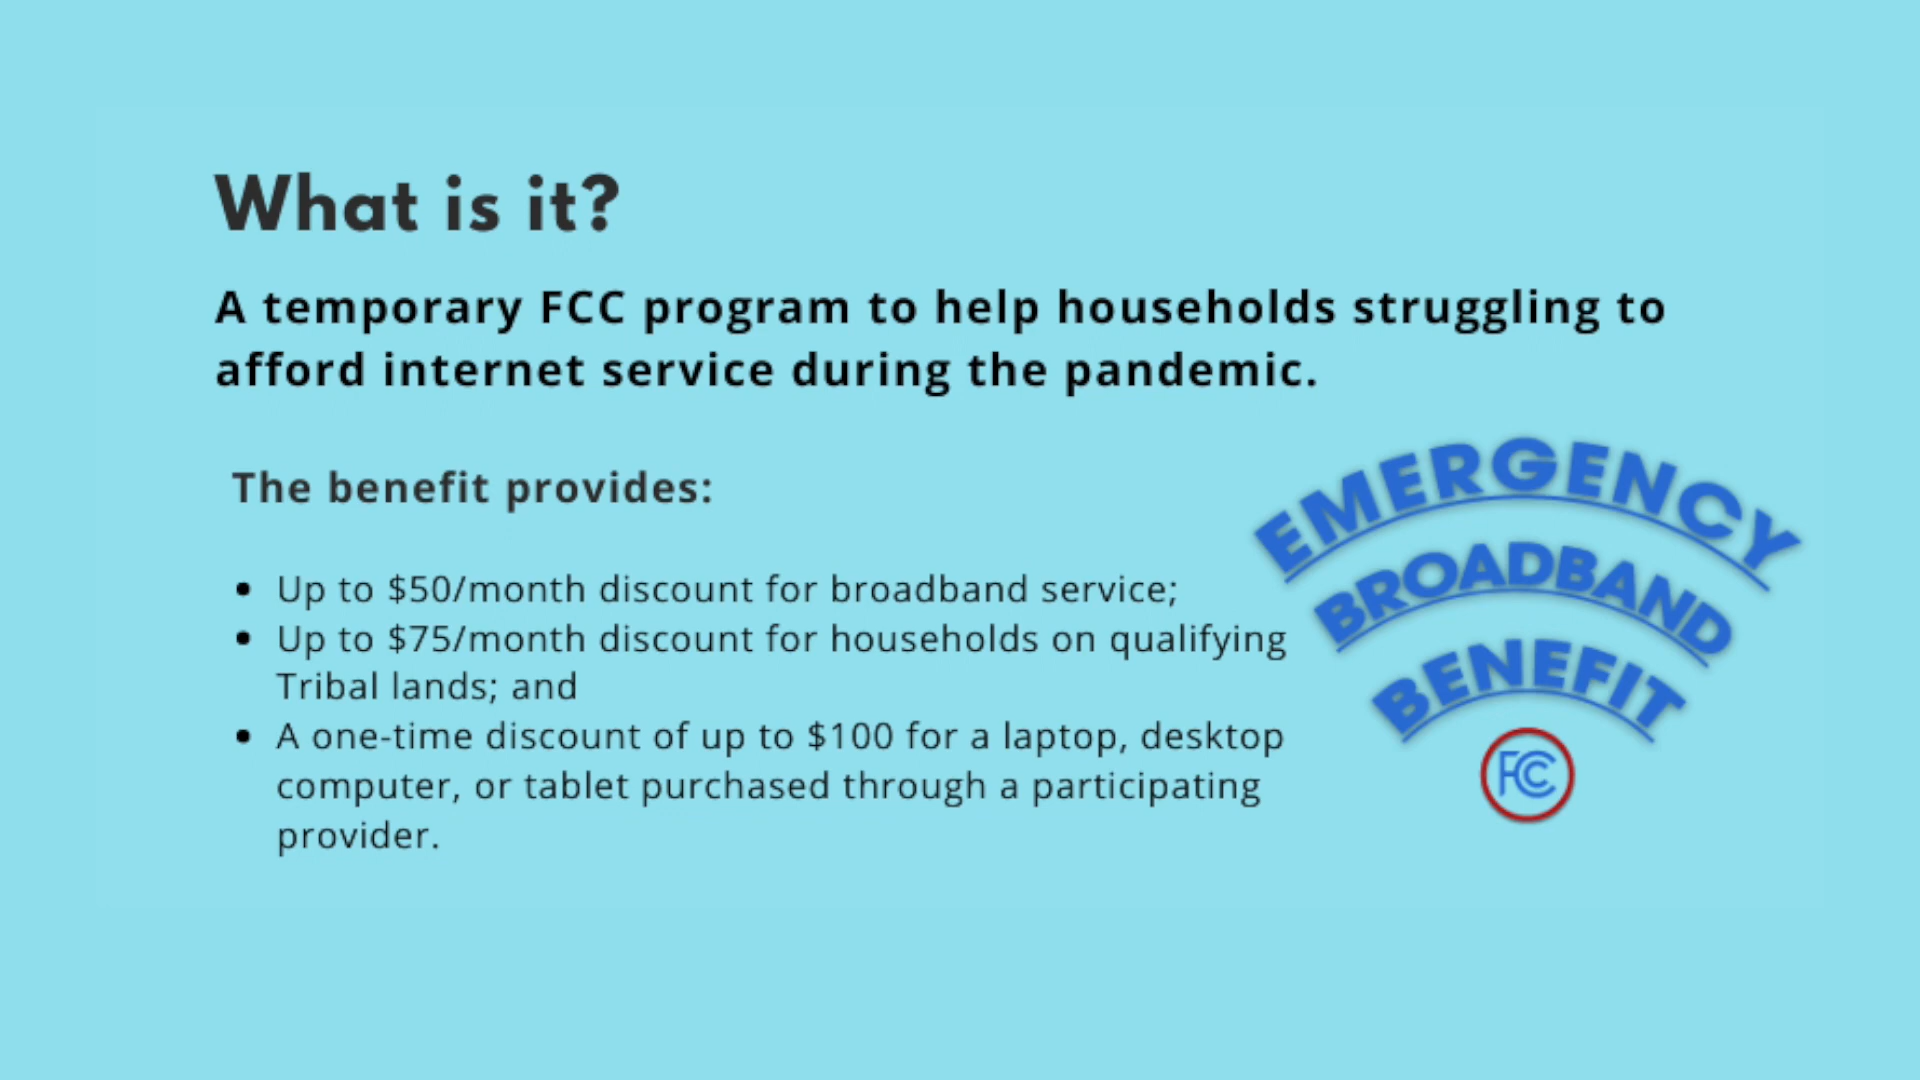 What is it?
A temporary FCC program to help households struggling to
afford internet service during the pandemic.
The benefit provides:
• Up to $50/month discount for broadband service;
• Up to $75/month discount for households on qualifying
Tribal lands; and
• A one-time discount of up to $100 for a laptop, desktop
computer, or tablet purchased through a participating
provider.
EMERGENCY
BROADBAND
BENEFIT
FCC